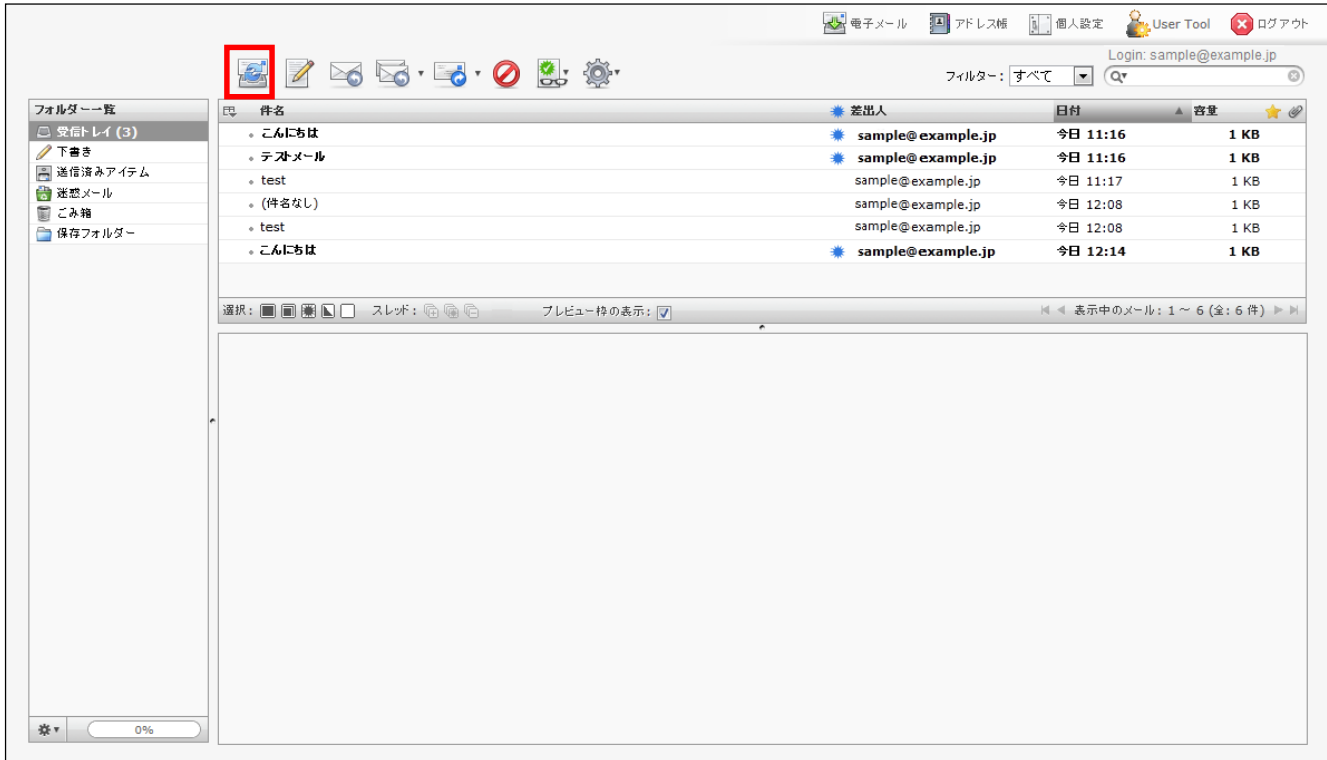 電子メール アドレス帳 個人設定 User Tool ログアウト
Login: sample@example.jp
フィルター: すべて
フォルダー一覧
受信トレイ (3)
下書き
送信済みアイテム
迷惑メール
ごみ箱
保存フォルダー
件名 差出人 日付 容量
こんにちは sample@example.jp 今日 11:16 1 KB
テストメール sample@example.jp 今日 11:16 1 KB
test sample@example.jp 今日 11:17 1 KB
(件名なし) sample@example.jp 今日 12:08 1 KB
test sample@example.jp 今日 12:08 1 KB
こんにちは sample@example.jp 今日 12:14 1 KB
選択: スレッド: プレビュー枠の表示: 表示中のメール: 1 ～ 6 (全: 6 件)
0%